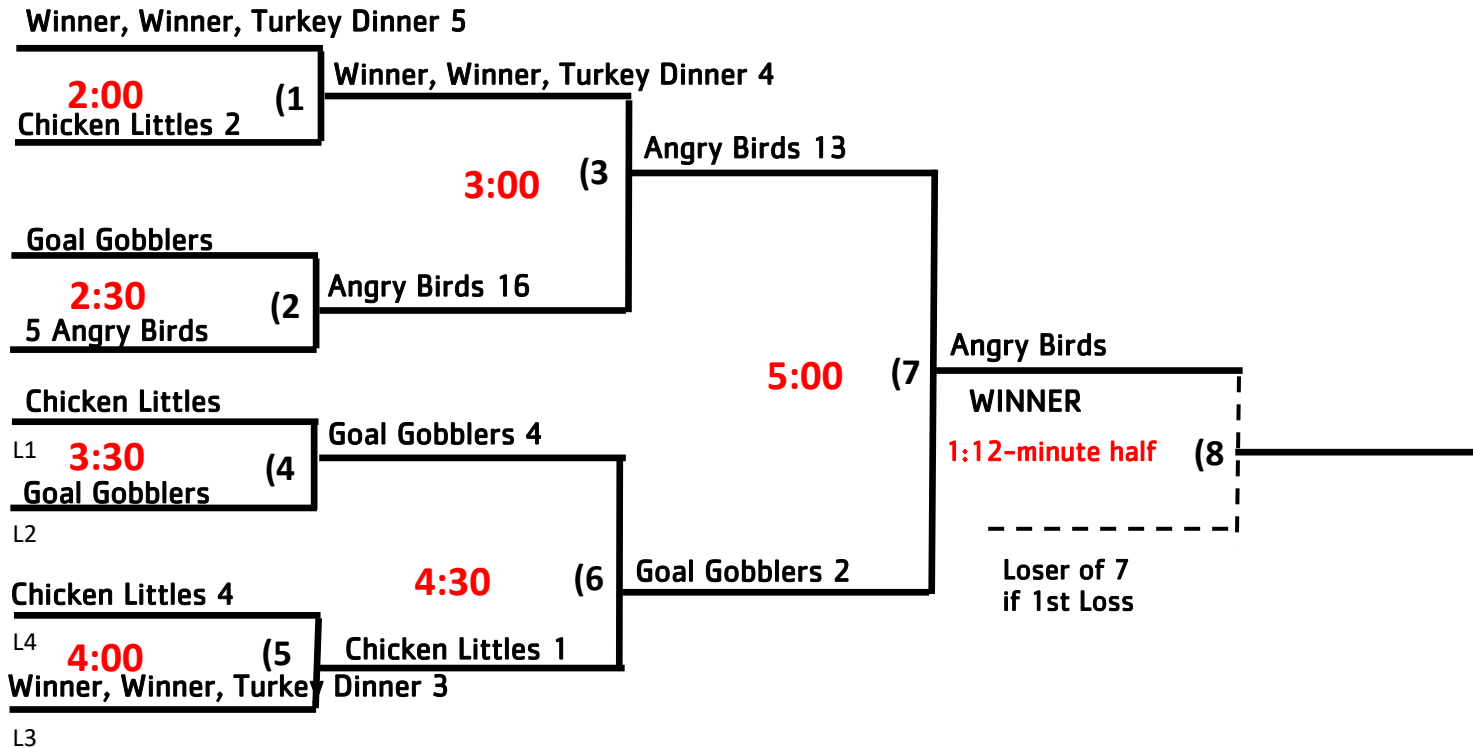 Winner, Winner, Turkey Dinner 5
2:00
(1
Chicken Littles 2
Winner, Winner, Turkey Dinner 4
3:00
(3
Angry Birds 13
Goal Gobblers
2:30
(2
5 Angry Birds
Angry Birds 16
5:00
(7
Angry Birds
WINNER
1:12-minute half
(8
Loser of 7
if 1st Loss
Chicken Littles
L1
3:30
(4
Goal Gobblers
L2
Goal Gobblers 4
4:30
(6
Goal Gobblers 2
Chicken Littles 4
L4
4:00
(5
Winner, Winner, Turkey Dinner 3
L3
Chicken Littles 1